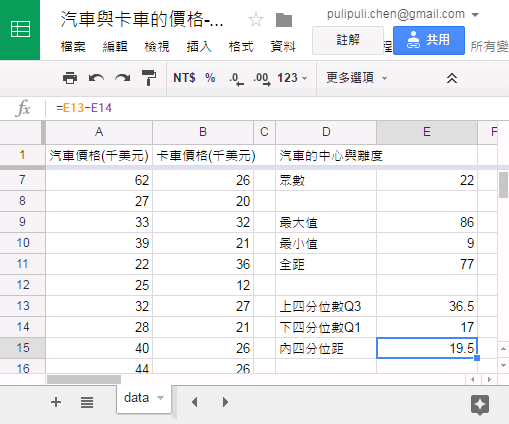 汽車與卡車的價格-...
pulipuli.chen@gmail.com
檔案 編輯 檢視 插入 格式 資料 註解 程 共用 所有變
NT$ % .0 .00 123 更多選項
fx =E13-E14
A B C D E F
1 汽車價格(千美元) 卡車價格(千美元) 汽車的中心與離度
7 62 26 眾數 22
8 27 20
9 33 32 最大值 86
10 39 21 最小值 9
11 22 36 全距 77
12 25 12
13 32 27 上四分位數Q3 36.5
14 28 21 下四分位數Q1 17
15 40 26 內四分位距 19.5
16 44 26
data